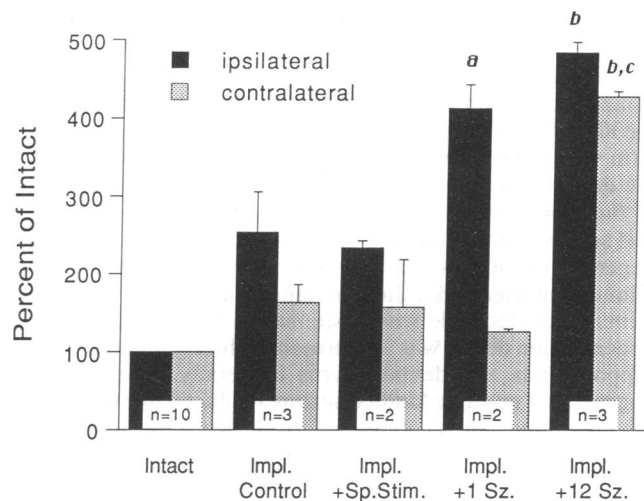 b
500
ipsilateral
a
b,c
contralateral
400
300
200
100
0
Percent of Intact
n=10
n=3
n=2
n=2
n=3
Intact
Impl.
Control
Impl.
+Sp.Stim.
Impl.
+1 Sz.
Impl.
+12 Sz.